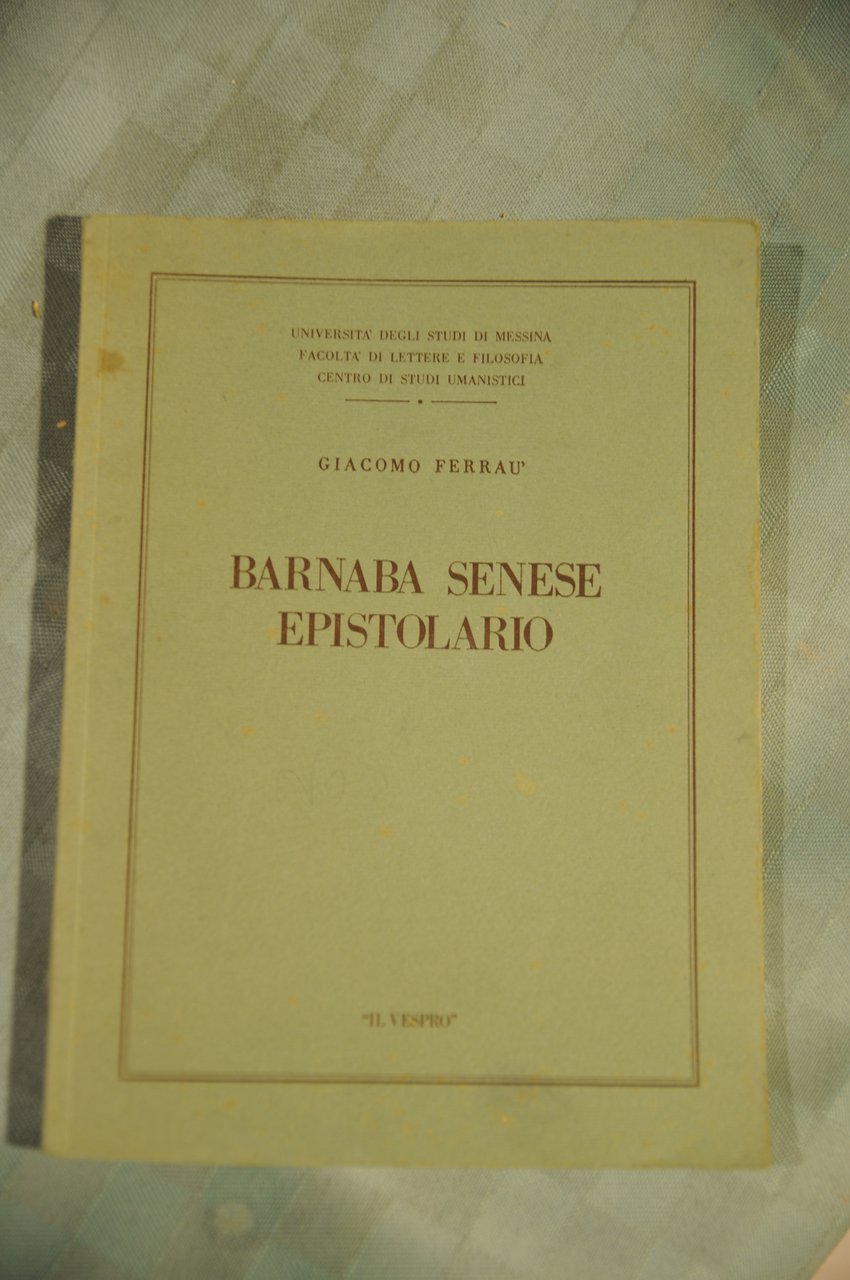 UNIVERSITA' DEGLI STUDI DI MESSINA
FACOLTA' DI LETTERE E FILOSOFIA
CENTRO DI STUDI UMANISTICI
GIACOMO FERRAU'
BARNABA SENESE
EPISTOLARIO
"IL VESPRO"